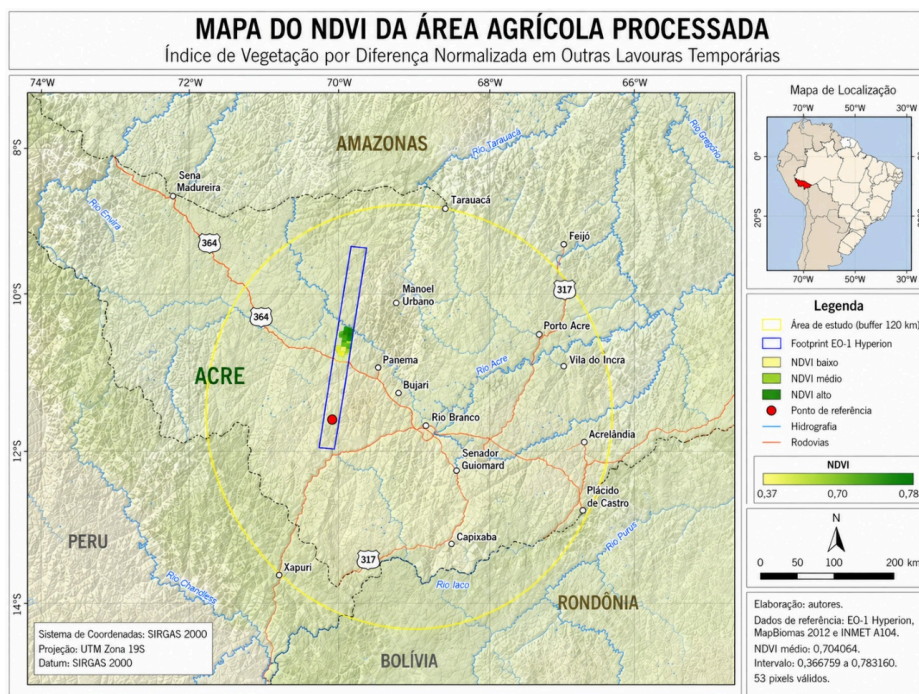 MAPA DO NDVI DA ÁREA AGRÍCOLA PROCESSADA
Índice de Vegetação por Diferença Normalizada em Outras Lavouras Temporárias
74°W
72°W
70°W
68°W
66°W
8°S
10°S
12°S
14°S
AMAZONAS
Rio Tarauacá
Rio Gregório
Sena
Madureira
Tarauacá
Rio Envira
364
Feijó
317
Manoel
Urbano
364
Porto Acre
Rio Acre
Vila do Incra
Panema
ACRE
Bujari
Rio Branco
Acrelândia
Senador
Guiomard
Plácido
de Castro
PERU
Capixaba
317
Xapuri
Rio Purus
Rio Chandless
Rio Iaco
RONDÔNIA
BOLÍVIA
Sistema de Coordenadas: SIRGAS 2000
Projeção: UTM Zona 19S
Datum: SIRGAS 2000
Mapa de Localização
70°W
50°W
30°W
0°
20°S
70°W
50°W
30°W
Legenda
Área de estudo (buffer 120 km)
Footprint EO-1 Hyperion
NDVI baixo
NDVI médio
NDVI alto
Ponto de referência
Hidrografia
Rodovias
NDVI
0,37
0,70
0,78
N
0
50
100
200 km
Elaboração: autores.
Dados de referência: EO-1 Hyperion,
MapBiomas 2012 e INMET A104.
NDVI médio: 0,704064.
Intervalo: 0,366759 a 0,783160.
53 pixels válidos.